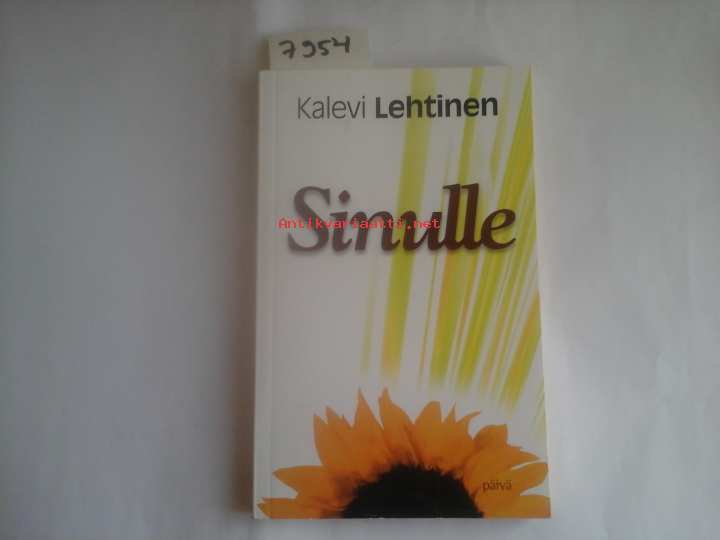 7954
Kalevi Lehtinen
Sinulle
Antikvariaatti.net
päivä